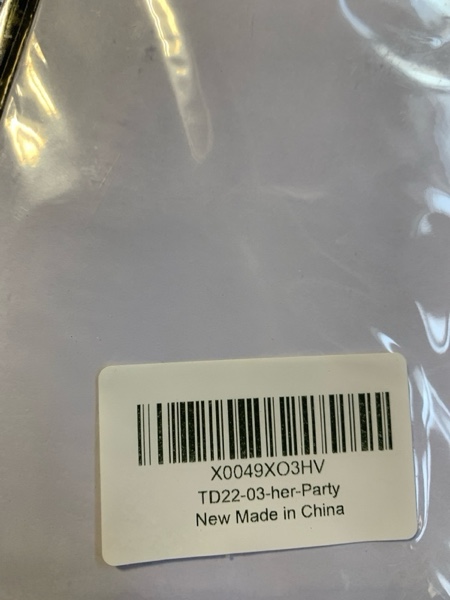 X0049XO3HV
TD22-03-her-Party
New Made in China